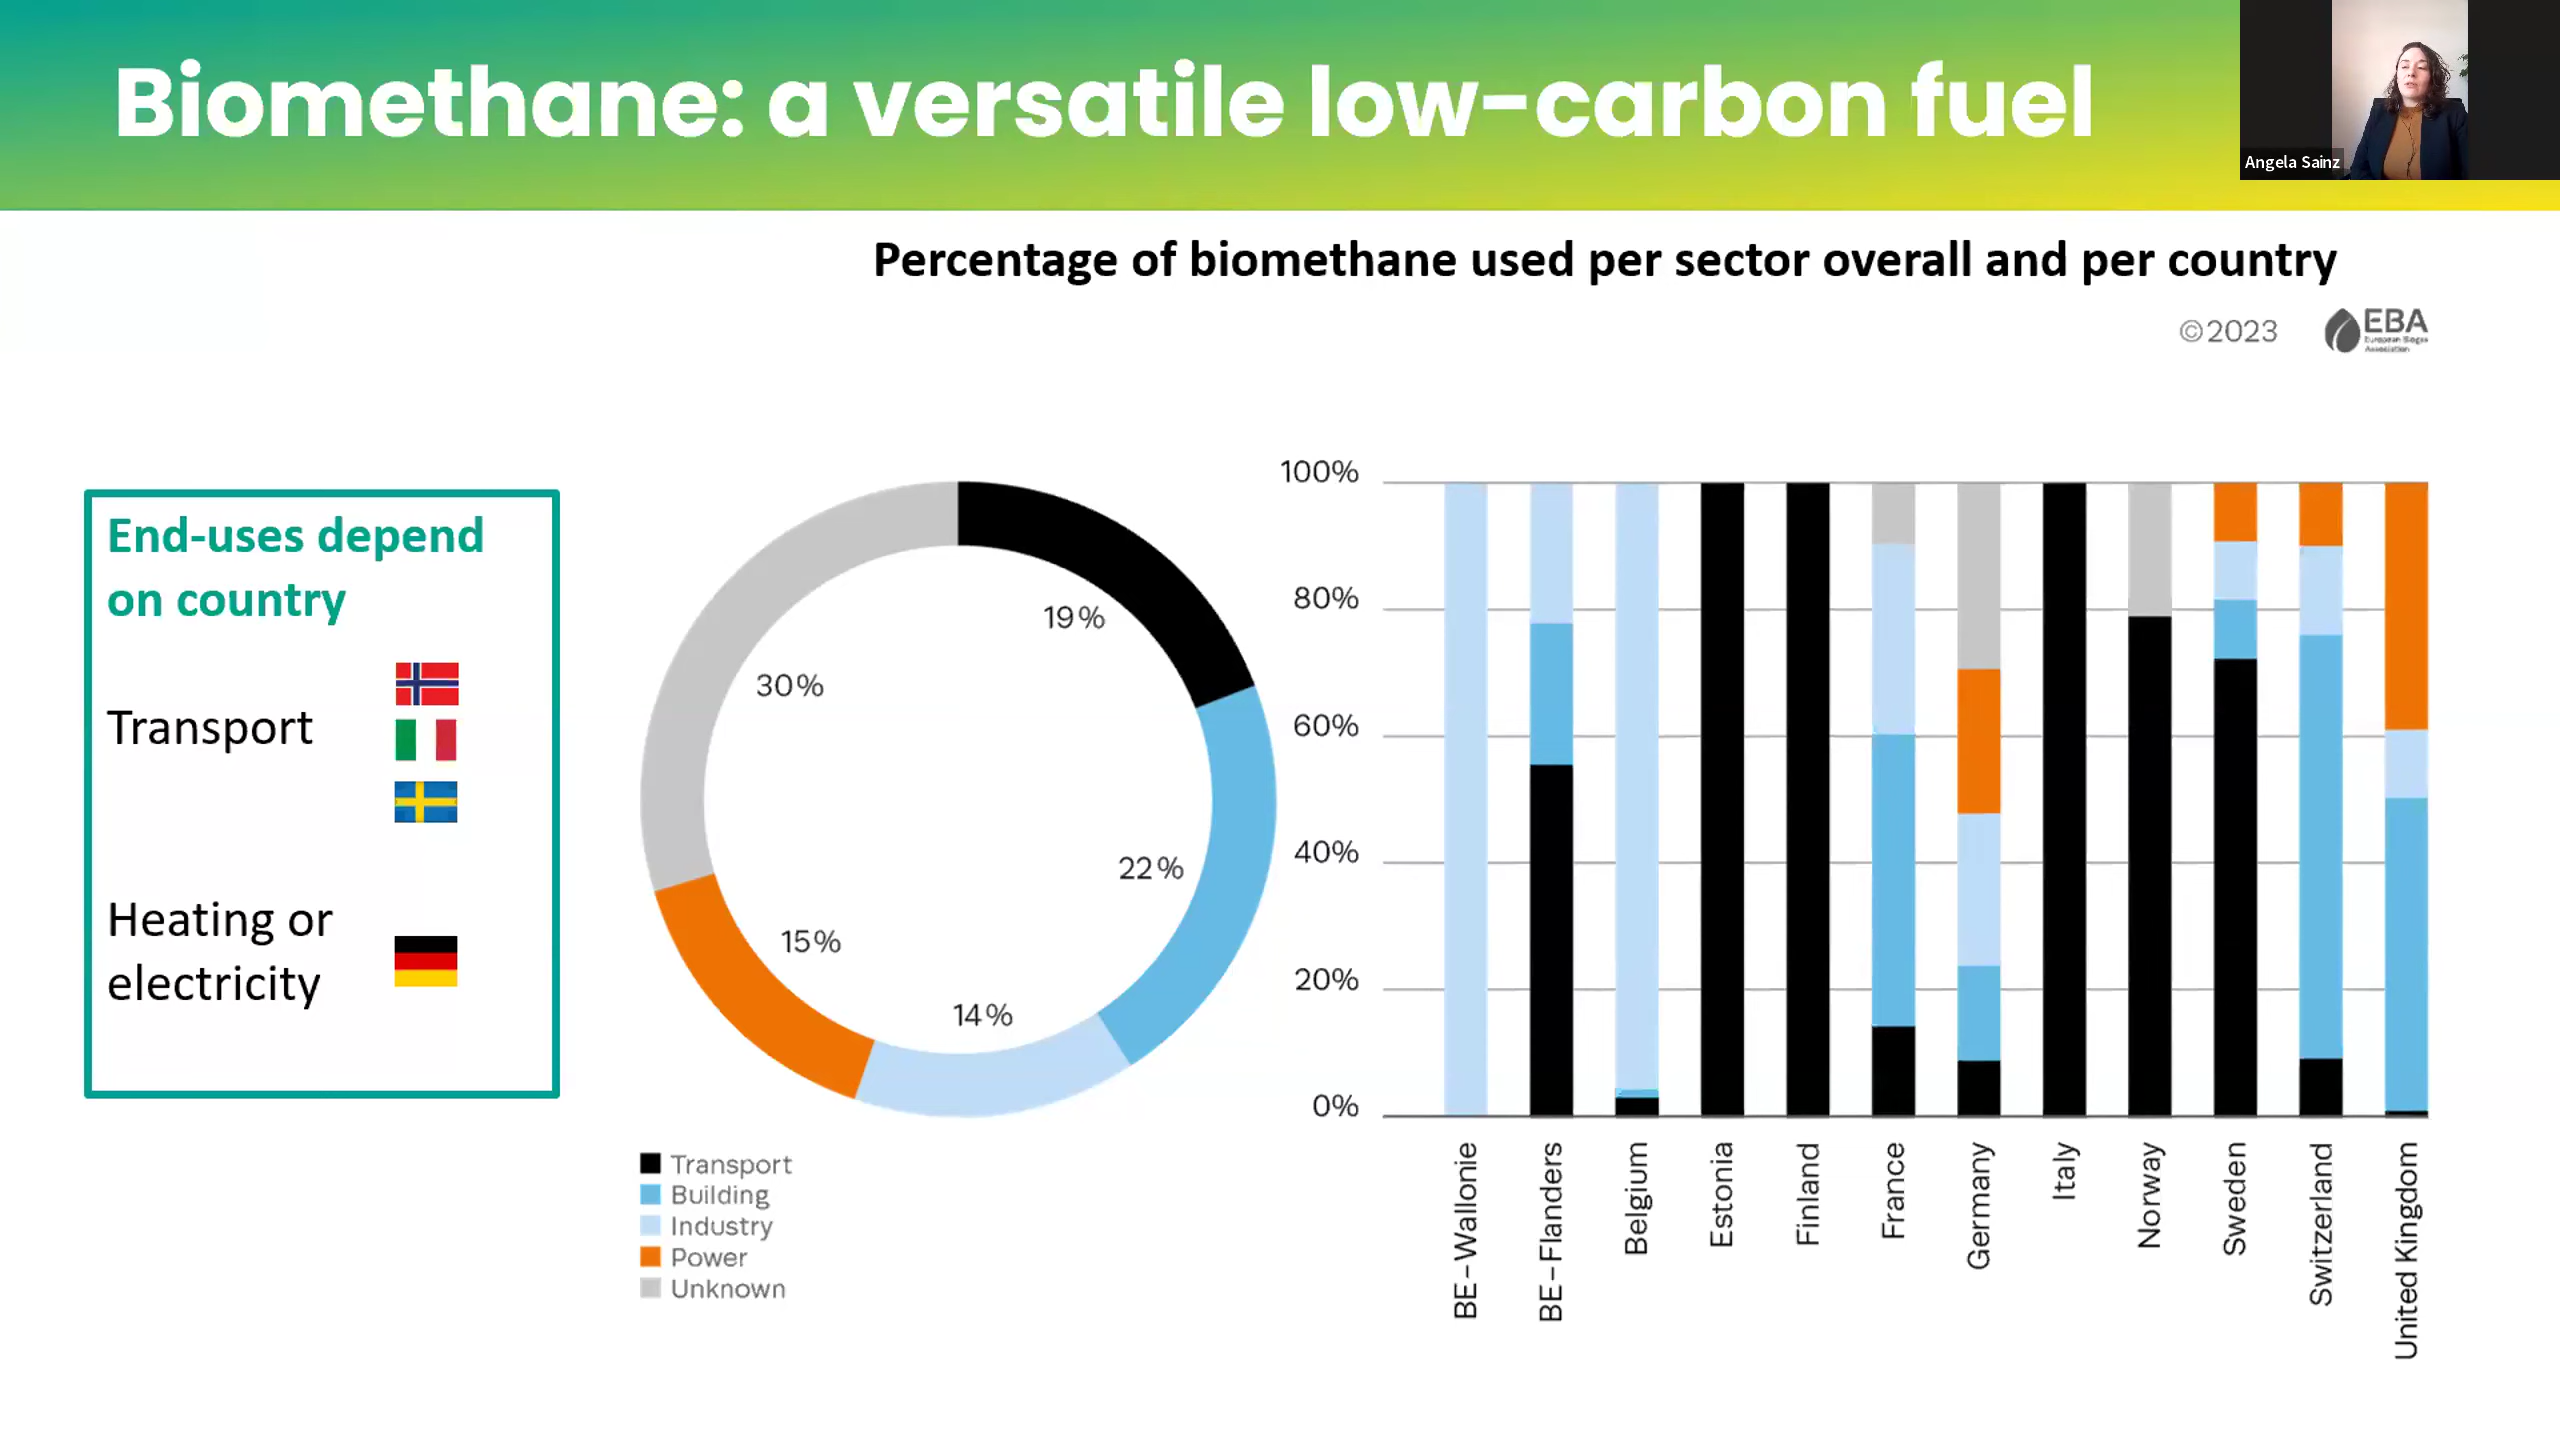 Biomethane: a versatile low-carbon fuel
Angela Sainz
Percentage of biomethane used per sector overall and per country
©2023
EBA
European Biogas
Association
End-uses depend
on country
Transport
Heating or
electricity
19%
22%
14%
15%
30%
Transport
Building
Industry
Power
Unknown
100%
80%
60%
40%
20%
0%
BE-Wallonie
BE-Flanders
Belgium
Estonia
Finland
France
Germany
Italy
Norway
Sweden
Switzerland
United Kingdom